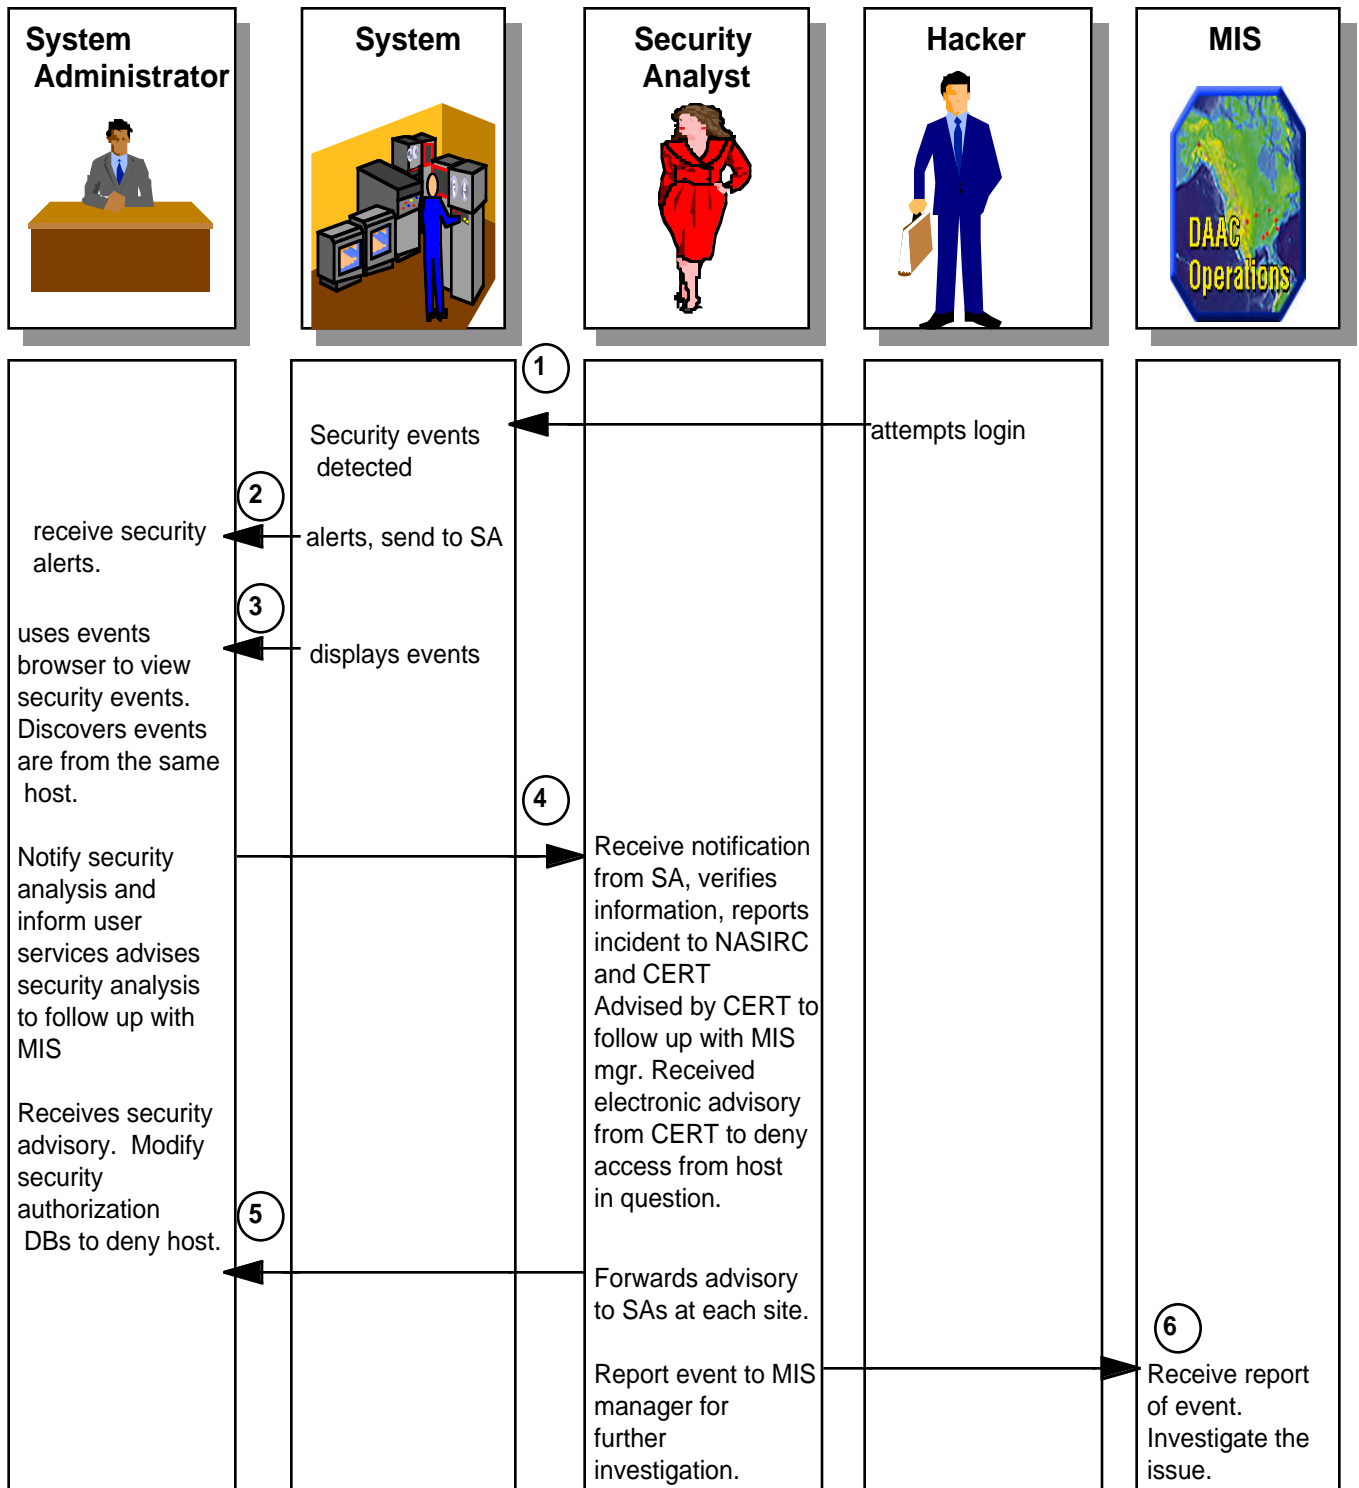 System
Administrator
System
Security
Analyst
Hacker
MIS
DAAC
Operations
1
attempts login
Security events
detected
2
receive security
alerts.
alerts, send to SA
3
uses events
browser to view
security events.
Discovers events
are from the same
host.
displays events
4
Notify security
analysis and
inform user
services advises
security analysis
to follow up with
MIS
Receive notification
from SA, verifies
information, reports
incident to NASIRC
and CERT
Advised by CERT to
follow up with MIS
mgr. Received
electronic advisory
from CERT to deny
access from host
in question.
Receives security
advisory. Modify
security
authorization
DBs to deny host.
5
Forwards advisory
to SAs at each site.
6
Report event to MIS
manager for
further
investigation.
Receive report
of event.
Investigate the
issue.